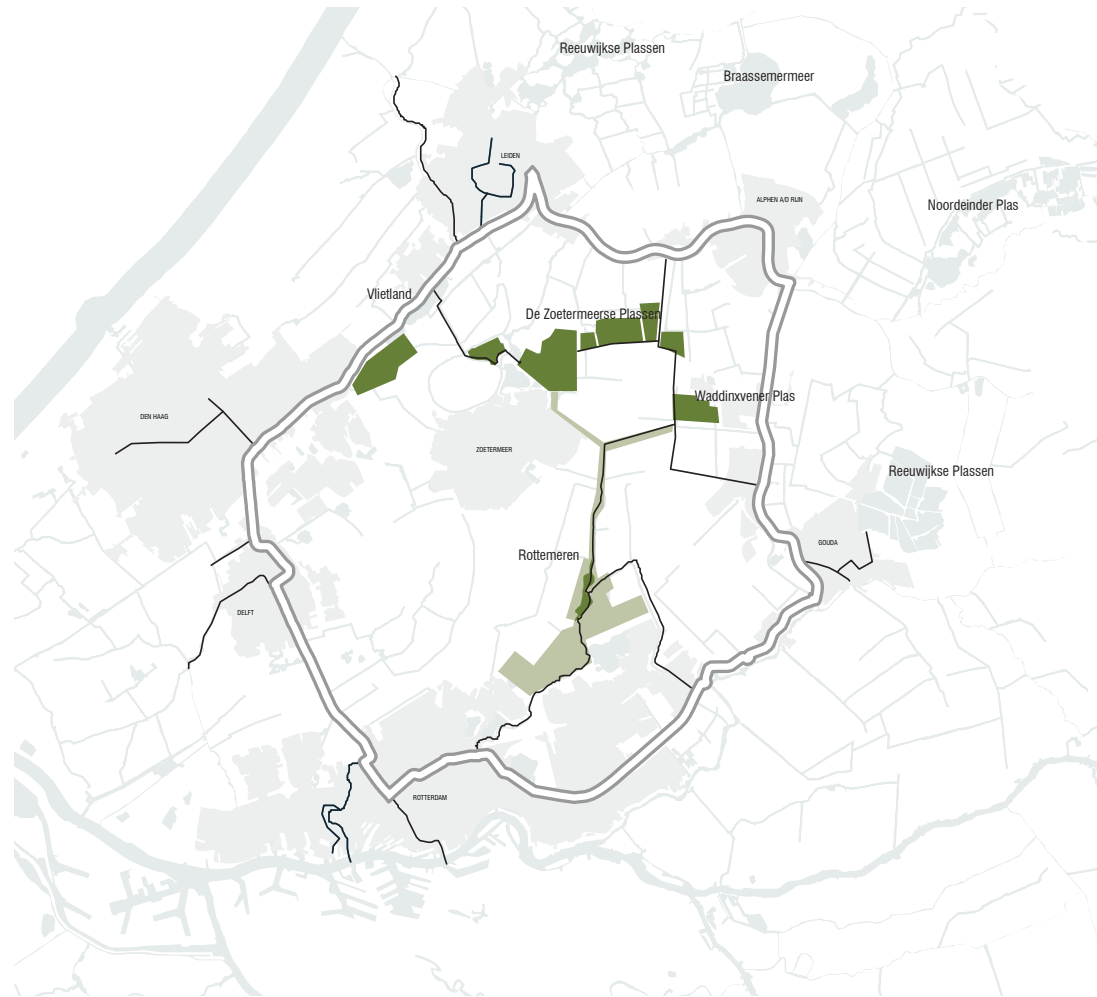 Reeuwijkse Plassen
Braassemermeer
LEIDEN
ALPHEN A/D RIJN
Noordeinder Plas
Vlietland
De Zoetermeerse Plassen
Waddinxvener Plas
DEN HAAG
ZOETERMEER
Reeuwijkse Plassen
GOUDA
Rottemeren
DELFT
ROTTERDAM